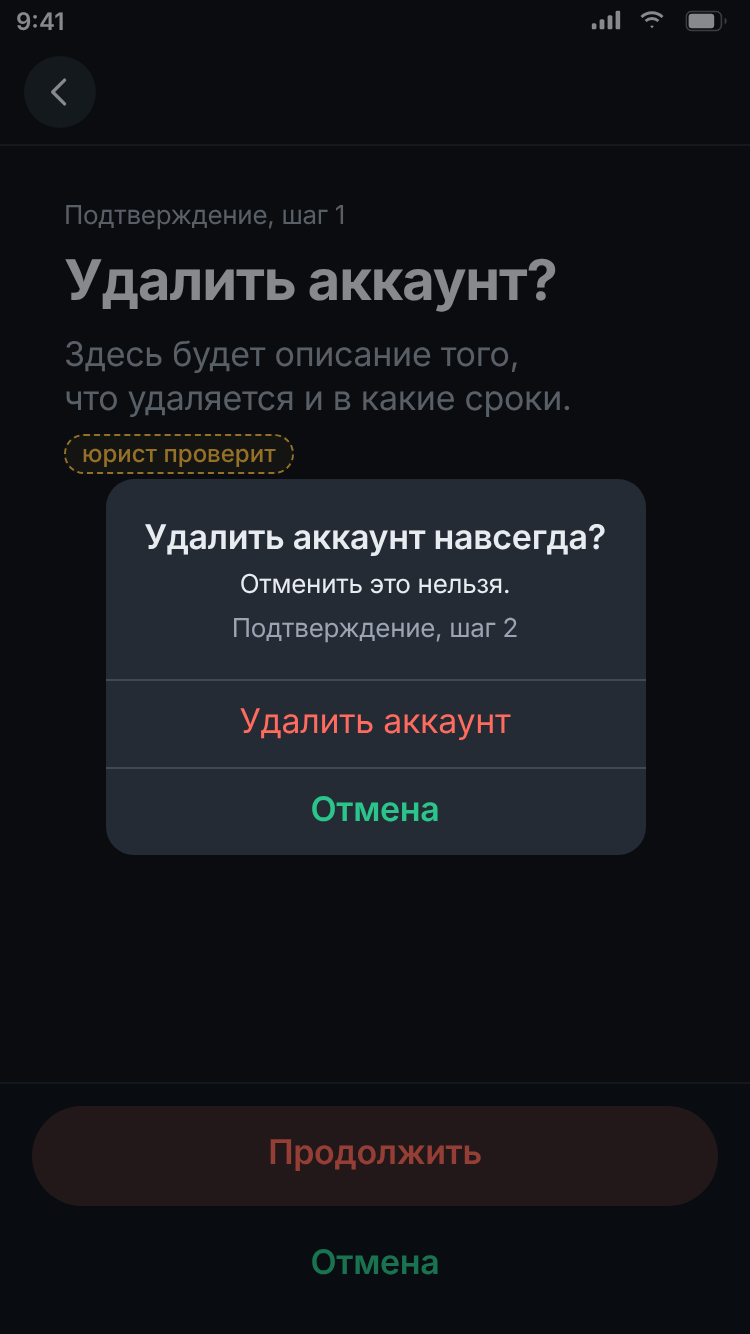 9:41
Подтверждение, шаг 1
Удалить аккаунт?
Здесь будет описание того,
что удаляется и в какие сроки.
юрист проверит
Удалить аккаунт навсегда?
Отменить это нельзя.
Подтверждение, шаг 2
Удалить аккаунт
Отмена
Продолжить
Отмена